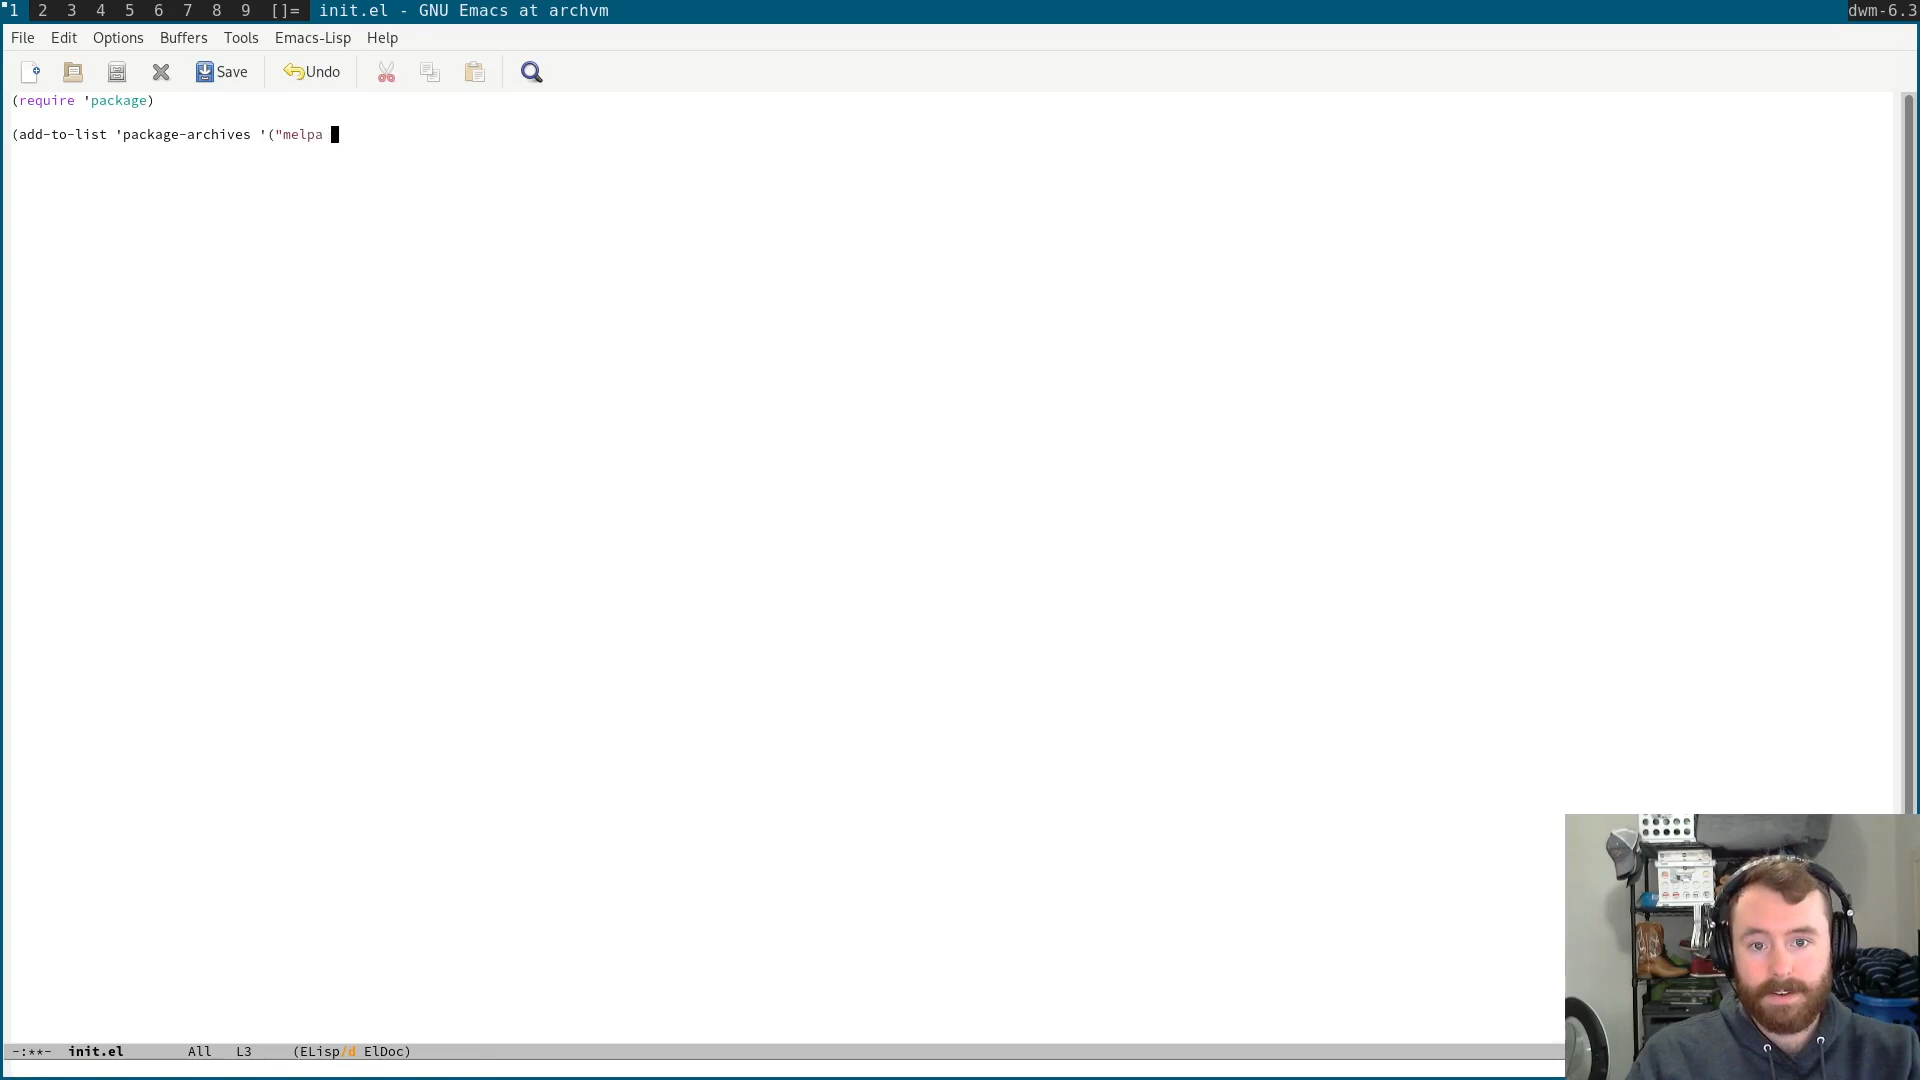 1 2 3 4 5 6 7 8 9 []= init.el - GNU Emacs at archvm dwm-6.3
File Edit Options Buffers Tools Emacs-Lisp Help
Save Undo
(require 'package)
(add-to-list 'package-archives '("melpa
-:**- init.el All L3 (ELisp/d ElDoc)